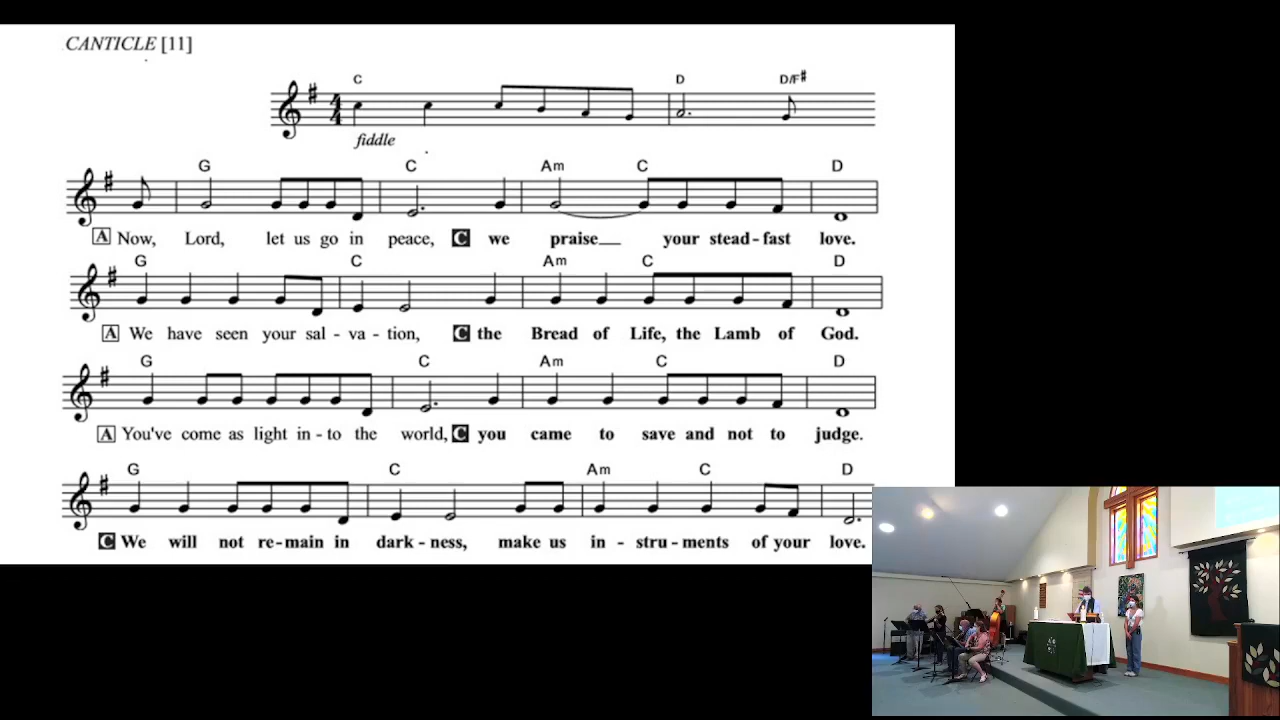 CANTICLE [11]
C D D/F#
fiddle
G C Am C D
A Now, Lord, let us go in peace, C we praise__ your stead - fast love.
G C Am C D
A We have seen your sal - va - tion, C the Bread of Life, the Lamb of God.
G C Am C D
A You've come as light in - to the world, C you came to save and not to judge.
G C Am C D
C We will not re - main in dark - ness, make us in - stru - ments of your love.